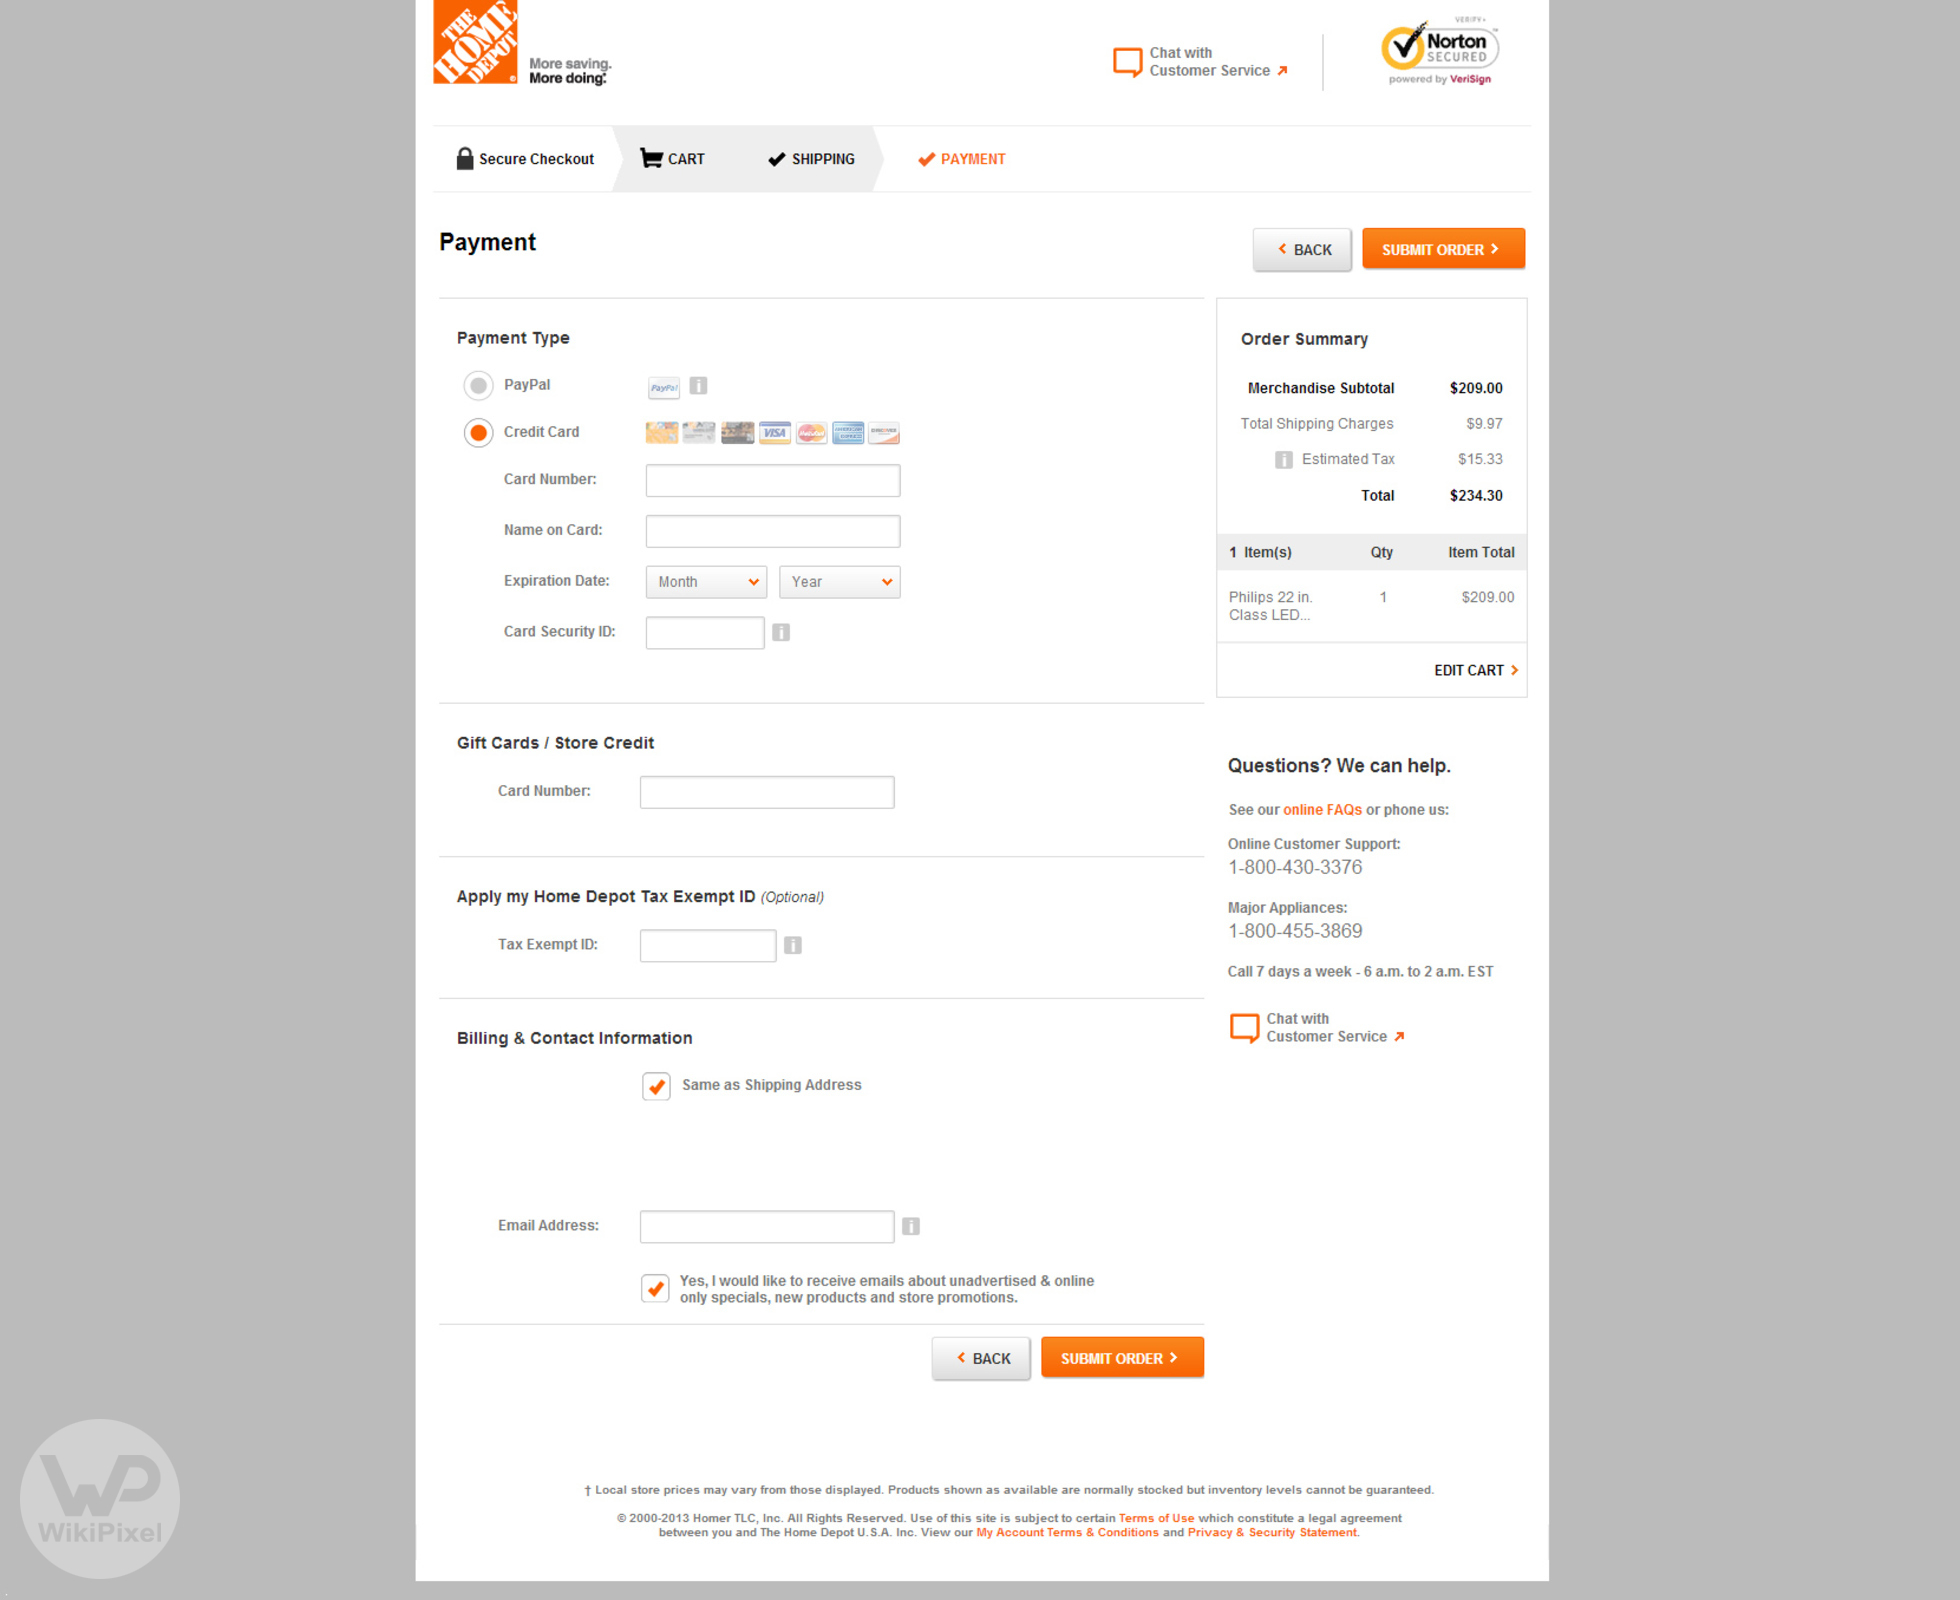 THE
HOME
DEPOT
More saving.
More doing.
Chat with
Customer Service
VERIFY
Norton
SECURED
powered by VeriSign
Secure Checkout
CART
SHIPPING
PAYMENT
Payment
BACK
SUBMIT ORDER
Payment Type
PayPal
PayPal
Credit Card
VISA
Card Number:
Name on Card:
Expiration Date:
Month
Year
Card Security ID:
Order Summary
Merchandise Subtotal $209.00
Total Shipping Charges $9.97
Estimated Tax $15.33
Total $234.30
1 Item(s) Qty Item Total
Philips 22 in. 1 $209.00
Class LED...
EDIT CART
Gift Cards / Store Credit
Card Number:
Apply my Home Depot Tax Exempt ID (Optional)
Tax Exempt ID:
Questions? We can help.
See our online FAQs or phone us:
Online Customer Support:
1-800-430-3376
Major Appliances:
1-800-455-3869
Call 7 days a week - 6 a.m. to 2 a.m. EST
Chat with
Customer Service
Billing & Contact Information
Same as Shipping Address
Email Address:
Yes, I would like to receive emails about unadvertised & online
only specials, new products and store promotions.
BACK
SUBMIT ORDER
† Local store prices may vary from those displayed. Products shown as available are normally stocked but inventory levels cannot be guaranteed.
© 2000-2013 Homer TLC, Inc. All Rights Reserved. Use of this site is subject to certain Terms of Use which constitute a legal agreement
between you and The Home Depot U.S.A. Inc. View our My Account Terms & Conditions and Privacy & Security Statement.
WP
WikiPixel